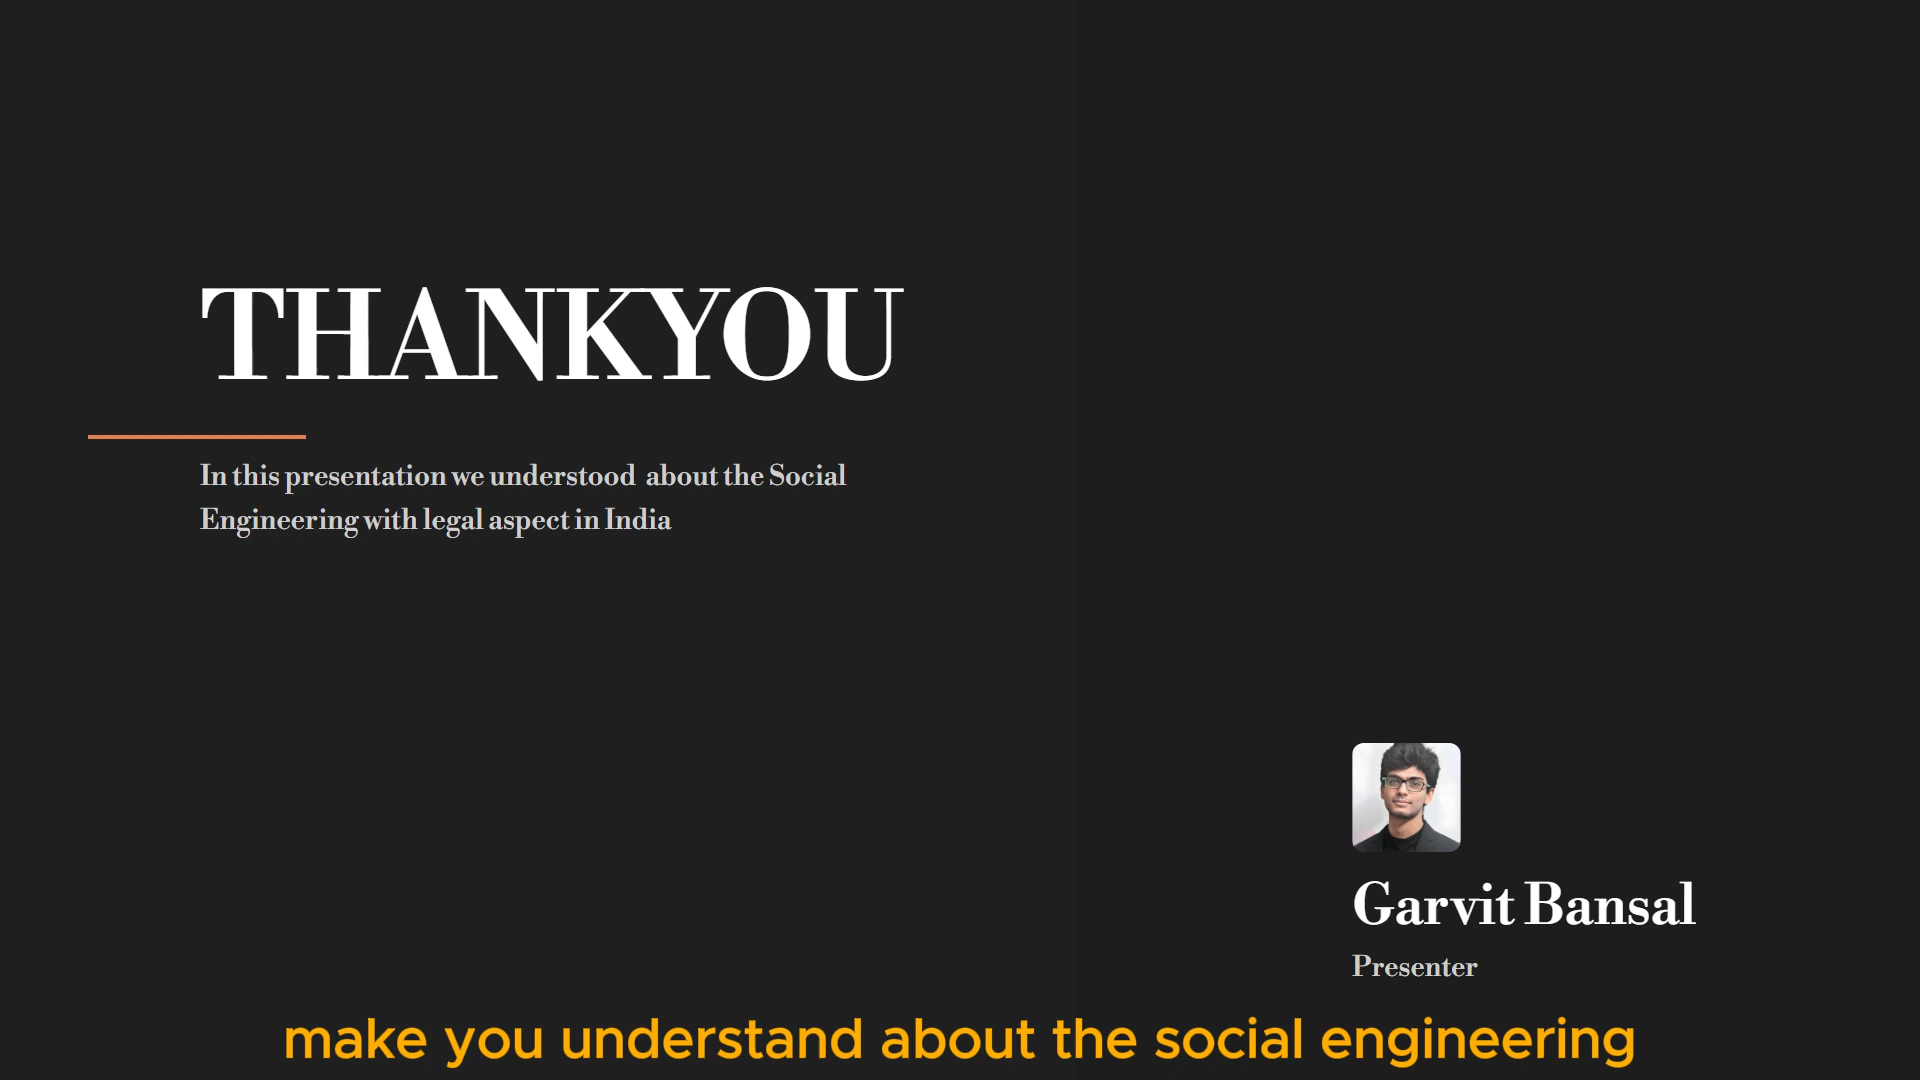 THANKYOU
In this presentation we understood about the Social
Engineering with legal aspect in India
Garvit Bansal
Presenter
make you understand about the social engineering